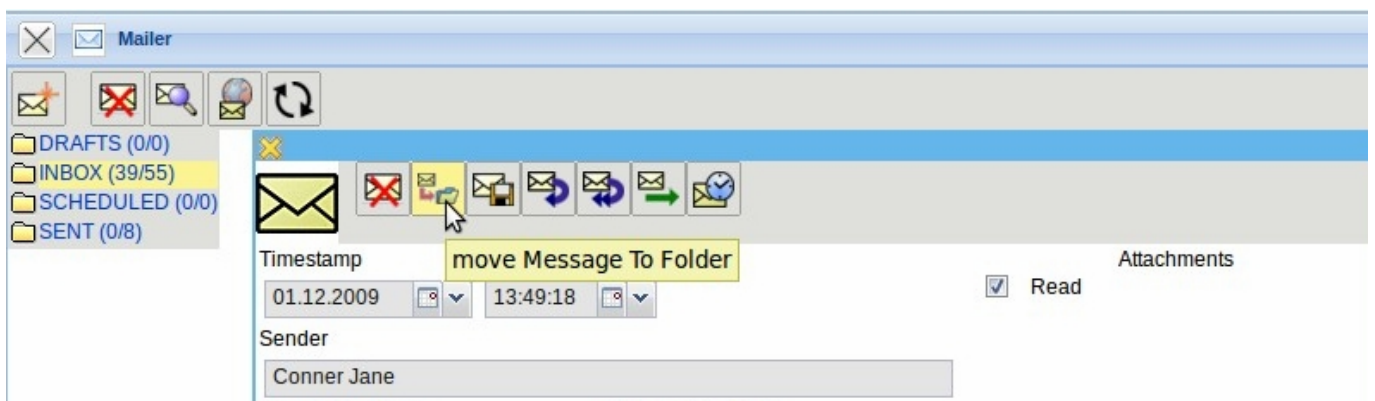 Mailer
DRAFTS (0/0)
INBOX (39/55)
SCHEDULED (0/0)
SENT (0/8)
move Message To Folder
Timestamp
Attachments
01.12.2009 13:49:18 Read
Sender
Conner Jane